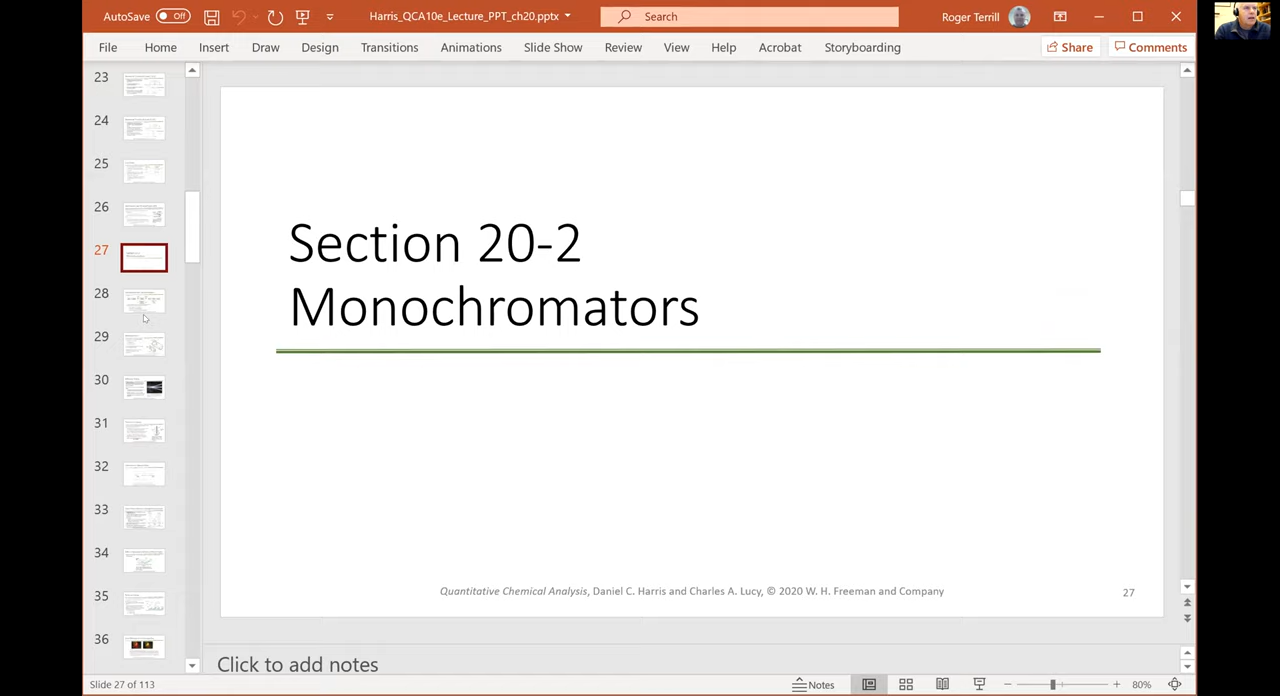 AutoSave Off Harris_QCA10e_Lecture_PPT_ch20.pptx Search Roger Terrill
File Home Insert Draw Design Transitions Animations Slide Show Review View Help Acrobat Storyboarding Share Comments
23
24
25
26
27
28
29
30
31
32
33
34
35
36
Section 20-2
Monochromators
Quantitative Chemical Analysis, Daniel C. Harris and Charles A. Lucy, © 2020 W. H. Freeman and Company 27
Click to add notes
Slide 27 of 113 Notes 80%